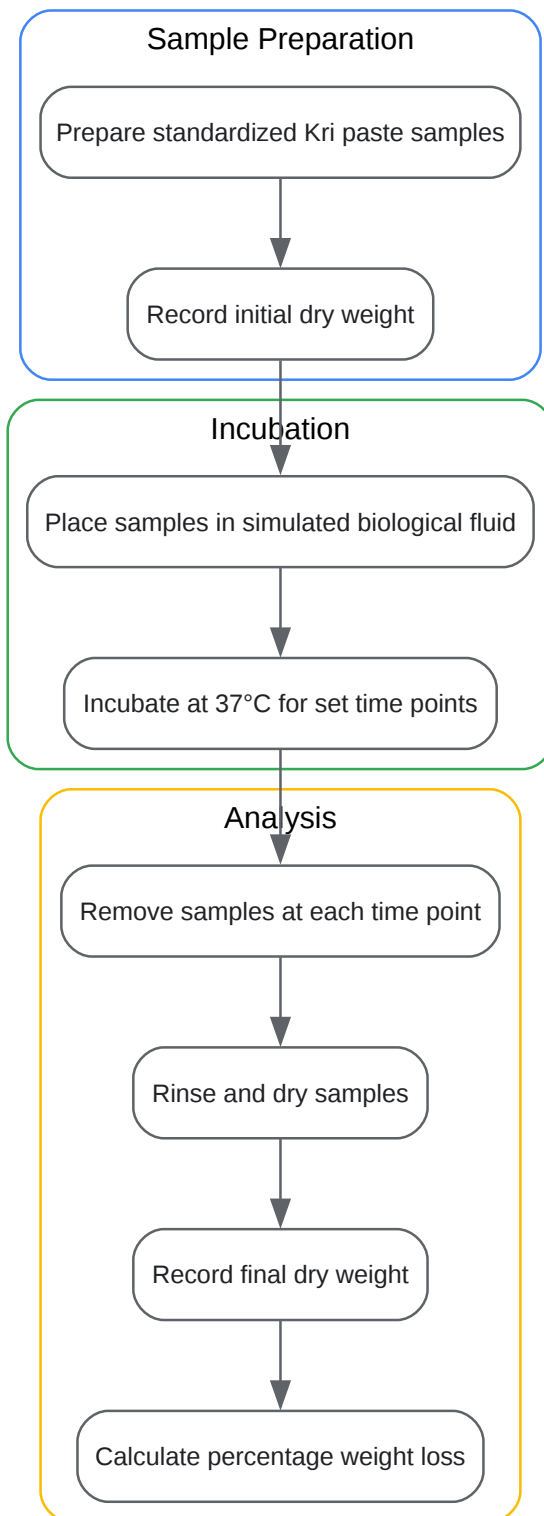 Sample Preparation
Prepare standardized Kri paste samples
Record initial dry weight
Incubation
Place samples in simulated biological fluid
Incubate at 37°C for set time points
Analysis
Remove samples at each time point
Rinse and dry samples
Record final dry weight
Calculate percentage weight loss